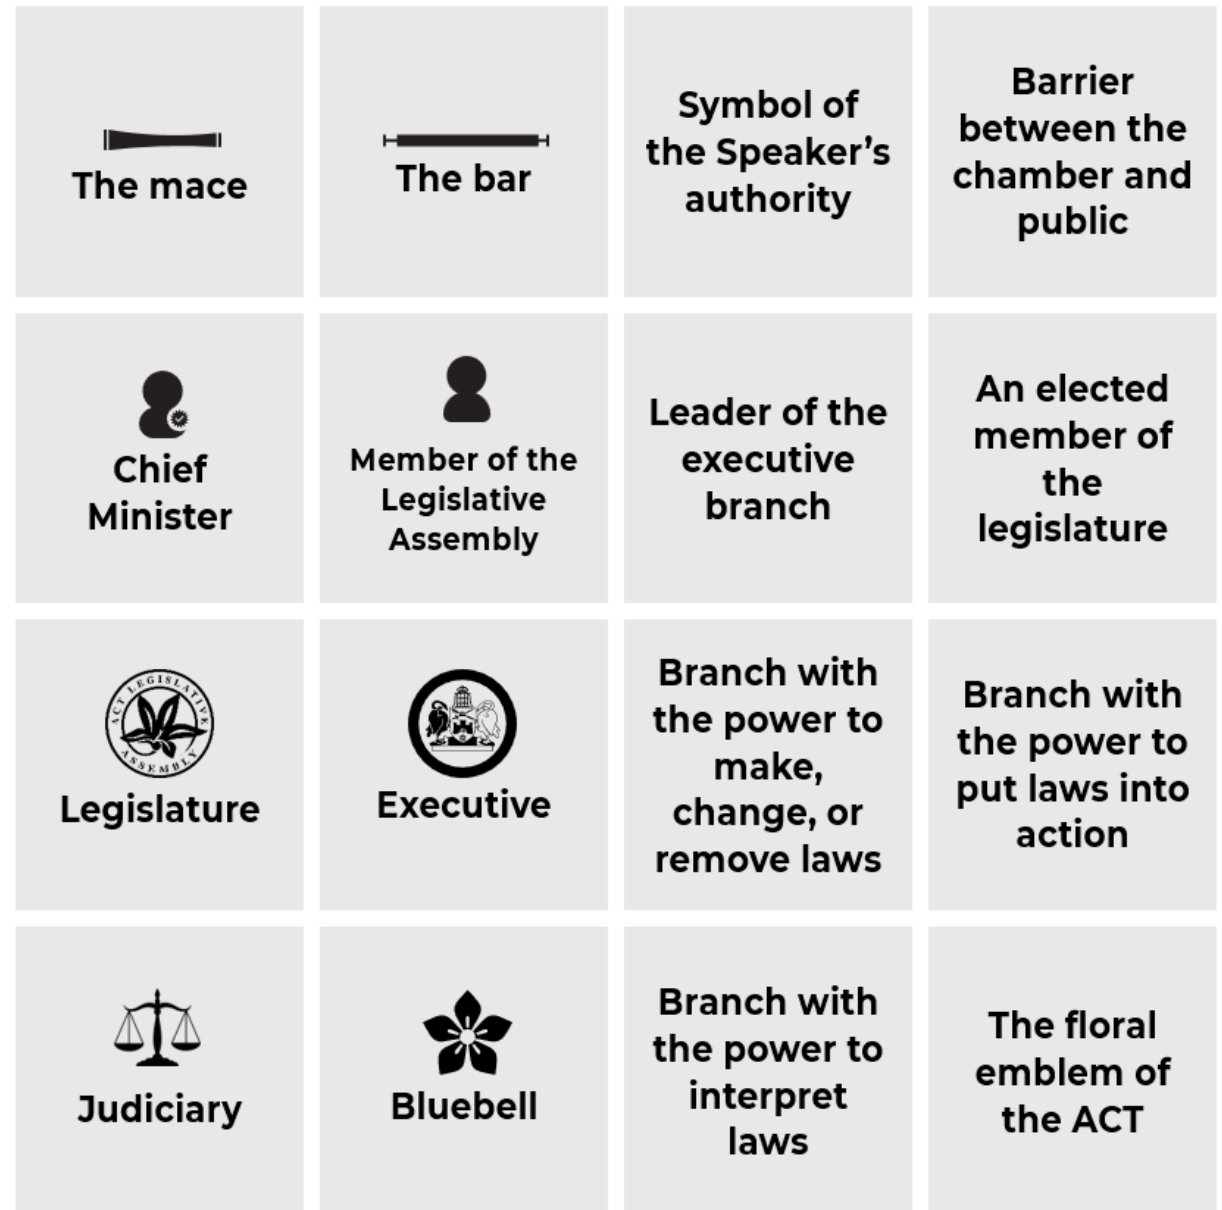 The mace
The bar
Symbol of
the Speaker’s
authority
Barrier
between the
chamber and
public
Chief
Minister
Member of the
Legislative
Assembly
Leader of the
executive
branch
An elected
member of
the
legislature
ACT LEGISLATIVE
ASSEMBLY
Legislature
Executive
Branch with
the power to
make,
change, or
remove laws
Branch with
the power to
put laws into
action
Judiciary
Bluebell
Branch with
the power to
interpret
laws
The floral
emblem of
the ACT